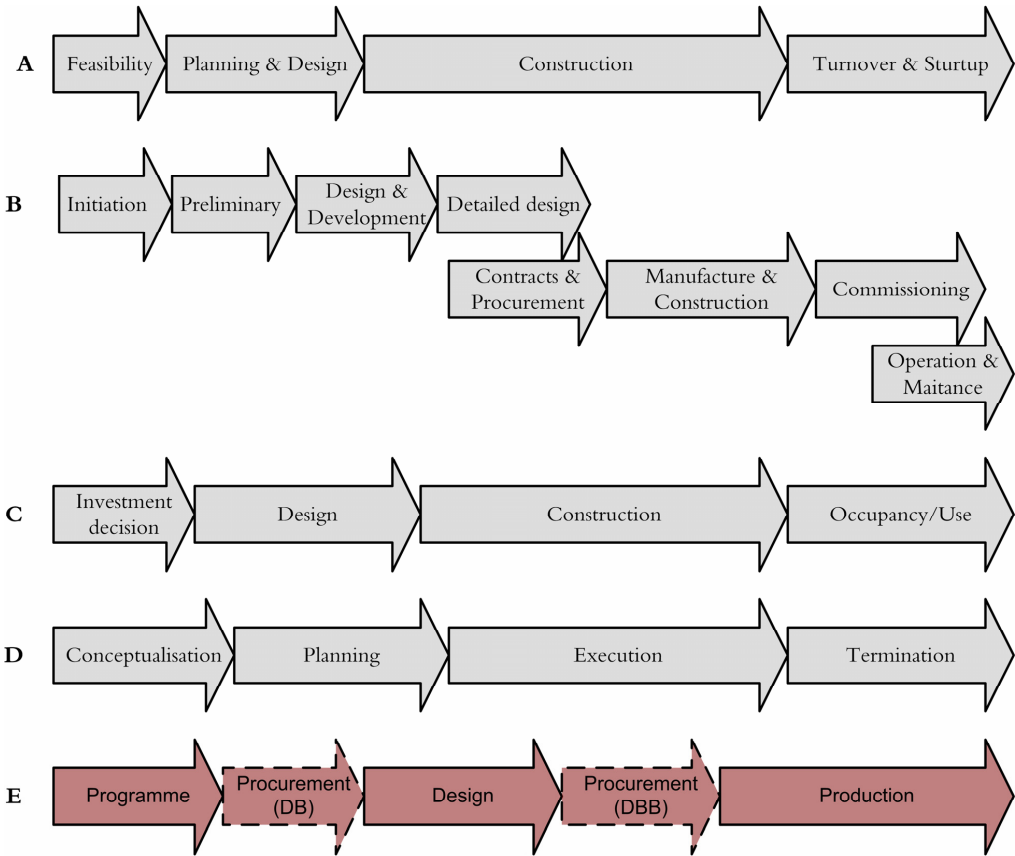 A
Feasibility
Planning & Design
Construction
Turnover & Sturtup
B
Initiation
Preliminary
Design &
Development
Detailed design
Contracts &
Procurement
Manufacture &
Construction
Commissioning
Operation &
Maitance
C
Investment
decision
Design
Construction
Occupancy/Use
D
Conceptualisation
Planning
Execution
Termination
E
Programme
Procurement
(DB)
Design
Procurement
(DBB)
Production